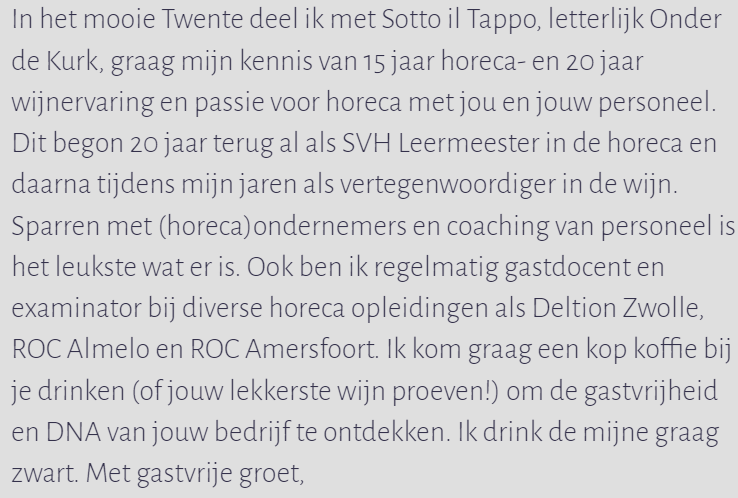 In het mooie Twente deel ik met Sotto il Tappo, letterlijk Onder
de Kurk, graag mijn kennis van 15 jaar horeca- en 20 jaar
wijnervaring en passie voor horeca met jou en jouw personeel.
Dit begon 20 jaar terug al als SVH Leermeester in de horeca en
daarna tijdens mijn jaren als vertegenwoordiger in de wijn.
Sparren met (horeca)ondernemers en coaching van personeel is
het leukste wat er is. Ook ben ik regelmatig gastdocent en
examinator bij diverse horeca opleidingen als Deltion Zwolle,
ROC Almelo en ROC Amersfoort. Ik kom graag een kop koffie bij
je drinken (of jouw lekkerste wijn proeven!) om de gastvrijheid
en DNA van jouw bedrijf te ontdekken. Ik drink de mijne graag
zwart. Met gastvrije groet,